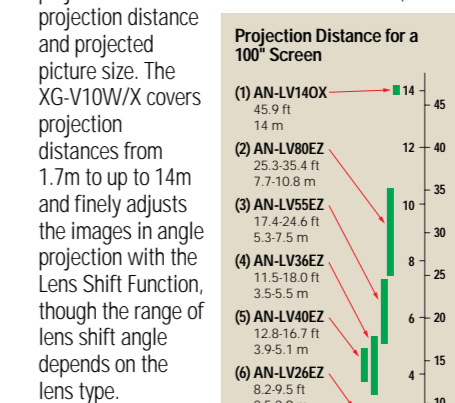 projection distance
and projected
picture size. The
XG-V10W/X covers
projection
distances from
1.7m to up to 14m
and finely adjusts
the images in angle
projection with the
Lens Shift Function,
though the range of
lens shift angle
depends on the
lens type.
Projection Distance for a
100" Screen
(1) AN-LV14OX
45.9 ft
14 m
(2) AN-LV80EZ
25.3-35.4 ft
7.7-10.8 m
(3) AN-LV55EZ
17.4-24.6 ft
5.3-7.5 m
(4) AN-LV36EZ
11.5-18.0 ft
3.5-5.5 m
(5) AN-LV40EZ
12.8-16.7 ft
3.9-5.1 m
(6) AN-LV26EZ
8.2-9.5 ft
14
45
12
40
35
10
30
8
25
6
20
15
4
10